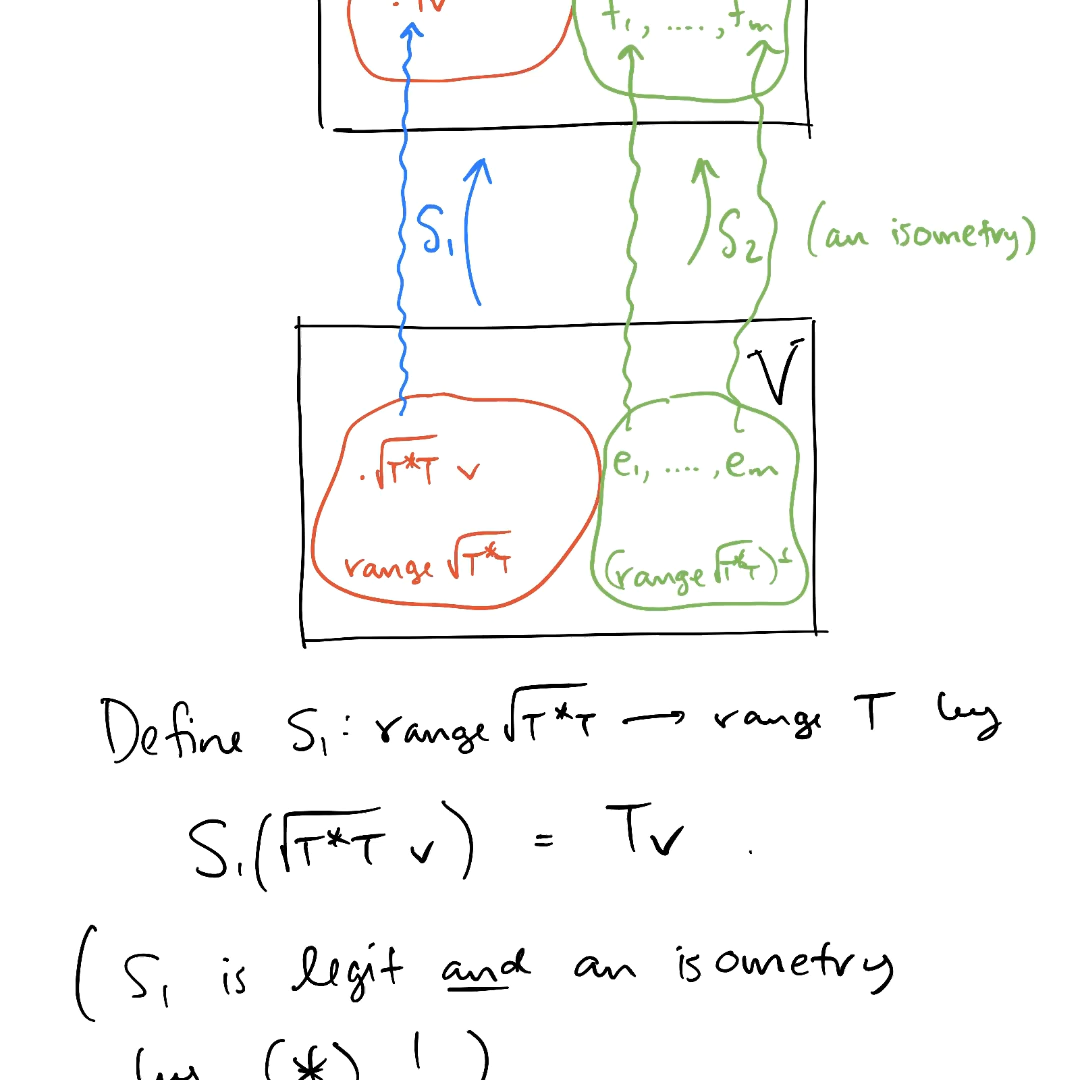 . Tv
f₁, ...., fₘ
S₁
S₂ (an isometry)
V
. √T*T v
e₁, ...., eₘ
range √T*T
(range √T*T)⊥
Define S₁ : range √T*T → range T by
S₁(√T*T v) = Tv .
( S₁ is legit and an isometry
by (*) ! )